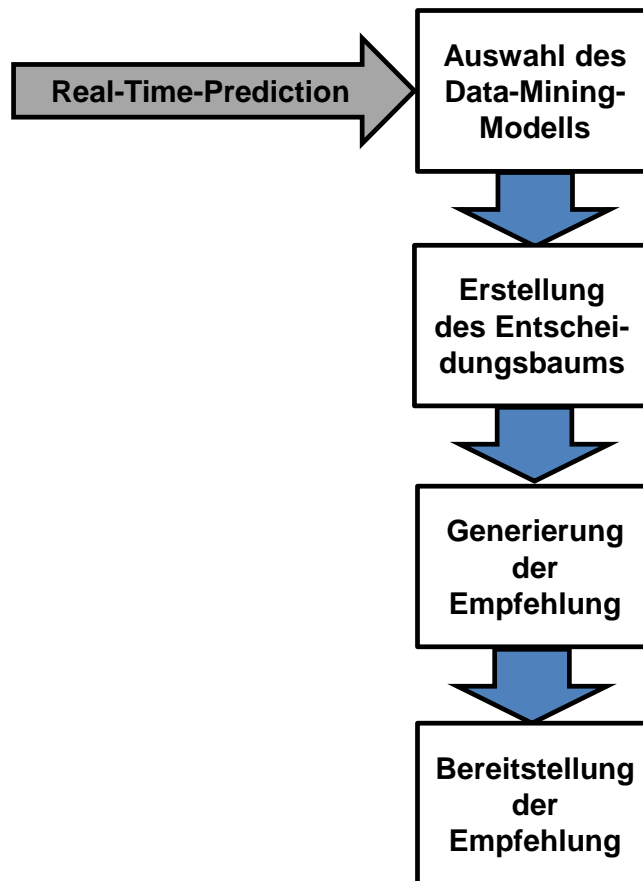 Real-Time-Prediction
Auswahl des
Data-Mining-
Modells
Erstellung
des Entschei-
dungsbaums
Generierung
der
Empfehlung
Bereitstellung
der
Empfehlung